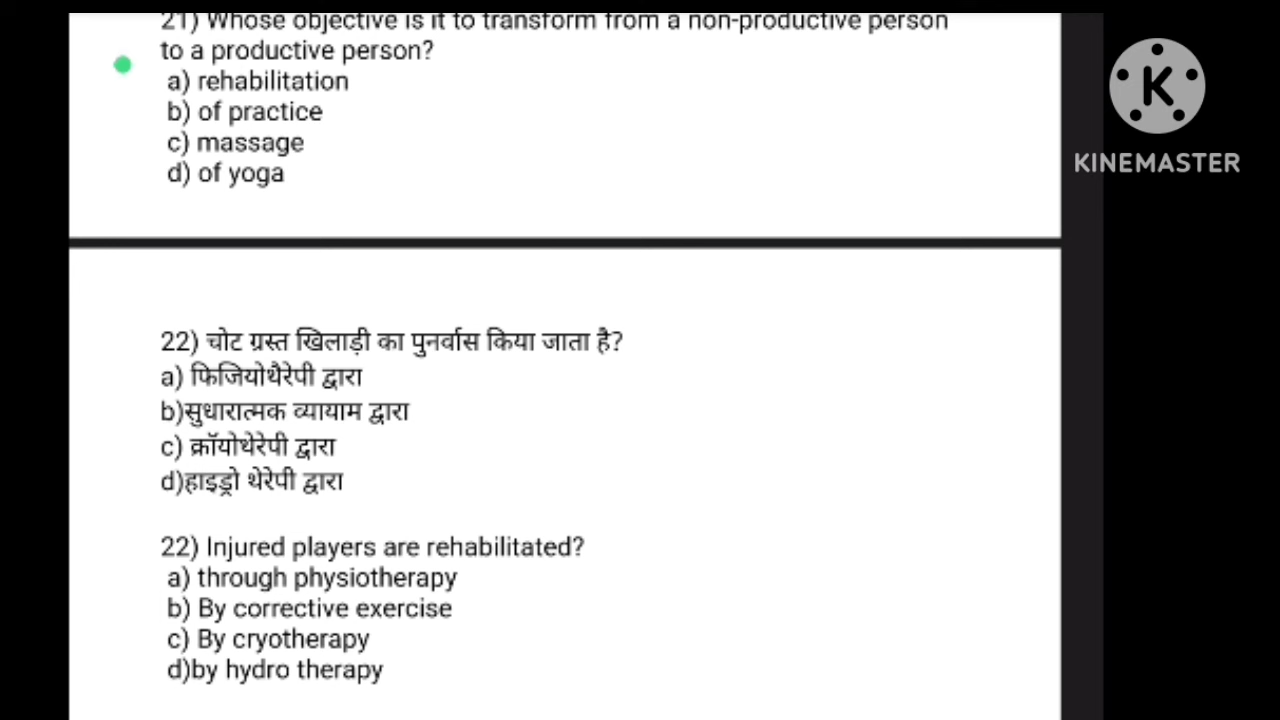 21) Whose objective is it to transform from a non-productive person
to a productive person?
a) rehabilitation
b) of practice
c) massage
d) of yoga
K
KINEMASTER
22) चोट ग्रस्त खिलाड़ी का पुनर्वास किया जाता है?
a) फिजियोथैरेपी द्वारा
b)सुधारात्मक व्यायाम द्वारा
c) क्रॉयोथेरेपी द्वारा
d)हाइड्रो थेरेपी द्वारा
22) Injured players are rehabilitated?
a) through physiotherapy
b) By corrective exercise
c) By cryotherapy
d)by hydro therapy